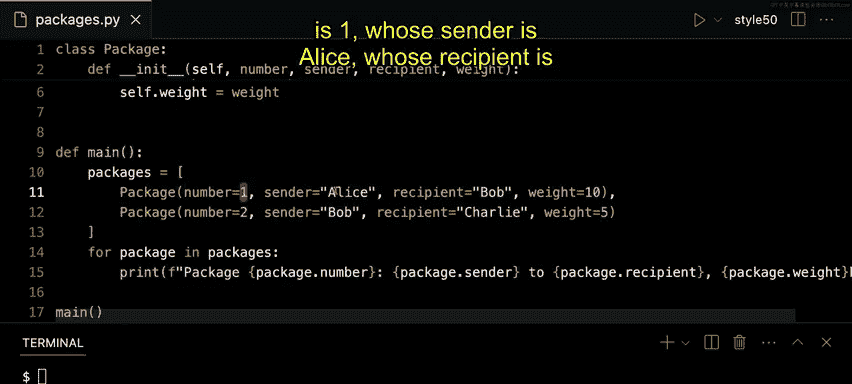 packages.py
style50
is 1, whose sender is
Alice, whose recipient is
1 class Package:
2 def __init__(self, number, sender, recipient, weight):
6 self.weight = weight
7
8
9 def main():
10 packages = [
11 Package(number=1, sender="Alice", recipient="Bob", weight=10),
12 Package(number=2, sender="Bob", recipient="Charlie", weight=5)
13 ]
14 for package in packages:
15 print(f"Package {package.number}: {package.sender} to {package.recipient}, {package.weight}
16
17 main()
TERMINAL
$